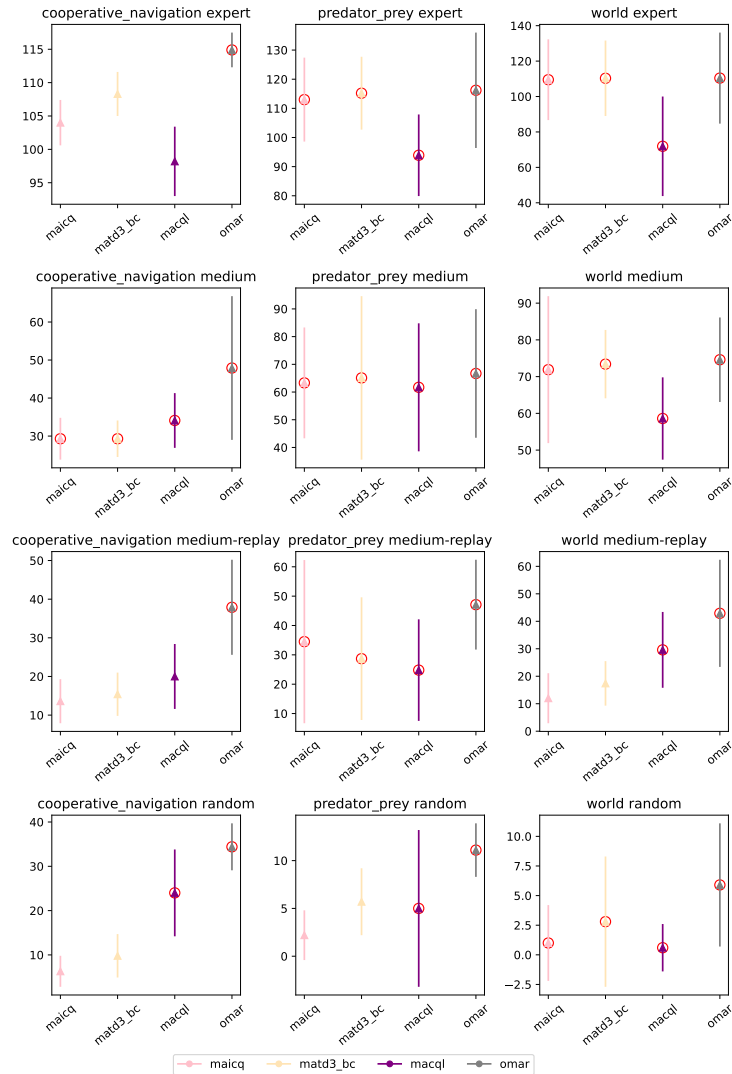 cooperative_navigation expert
115
110
105
100
95
maicq
matd3_bc
macql
omar
predator_prey expert
130
120
110
100
90
80
maicq
matd3_bc
macql
omar
world expert
140
120
100
80
60
40
maicq
matd3_bc
macql
omar
cooperative_navigation medium
60
50
40
30
maicq
matd3_bc
macql
omar
predator_prey medium
90
80
70
60
50
40
maicq
matd3_bc
macql
omar
world medium
90
80
70
60
50
maicq
matd3_bc
macql
omar
cooperative_navigation medium-replay
50
40
30
20
10
maicq
matd3_bc
macql
omar
predator_prey medium-replay
60
50
40
30
20
10
maicq
matd3_bc
macql
omar
world medium-replay
60
50
40
30
20
10
0
maicq
matd3_bc
macql
omar
cooperative_navigation random
40
30
20
10
maicq
matd3_bc
macql
omar
predator_prey random
10
5
0
maicq
matd3_bc
macql
omar
world random
10.0
7.5
5.0
2.5
0.0
−2.5
maicq
matd3_bc
macql
omar
maicq matd3_bc macql omar